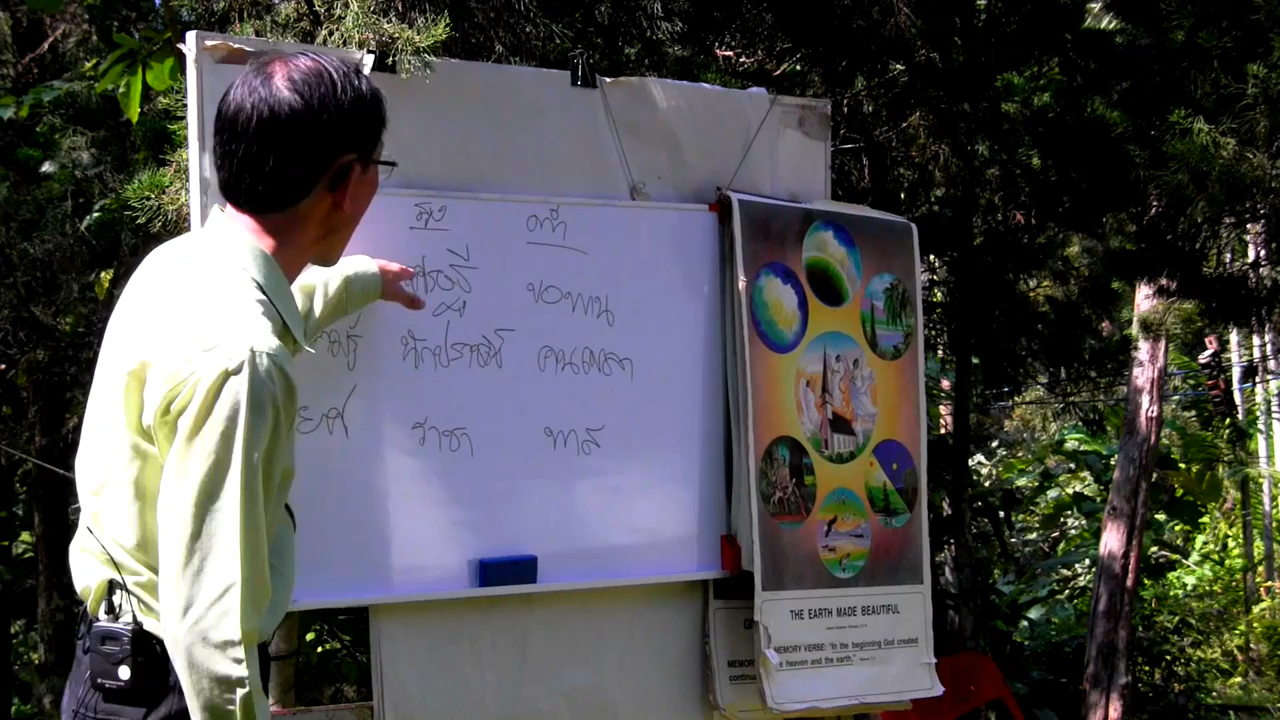 สูง ต่ำ
เศรษฐี ขอทาน
นักปราชญ์ คนเขลา
ราชา ทาส
THE EARTH MADE BEAUTIFUL
MEMORY VERSE: "In the beginning God created
heaven and the earth."
MEMORY
continu